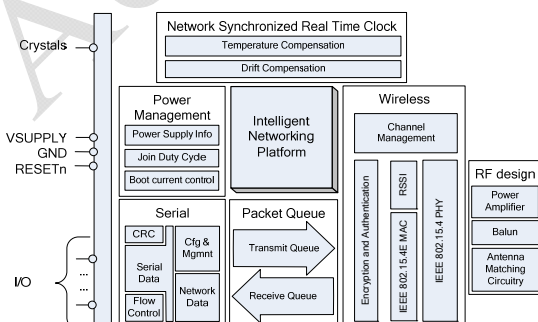 Network Synchronized Real Time Clock
Temperature Compensation
Drift Compensation
Crystals
VSUPPLY
GND
RESETn
I/O
...
...
Power
Management
Power Supply Info
Join Duty Cycle
Boot current control
Intelligent
Networking
Platform
Wireless
Channel
Management
Encryption and Authentication
RSSI
IEEE 802.15.4E MAC
IEEE 802.15.4 PHY
RF design
Power
Amplifier
Balun
Antenna
Matching
Circuitry
Serial
CRC
Serial
Data
Flow
Control
Cfg &
Mgmnt
Network
Data
Packet Queue
Transmit Queue
Receive Queue